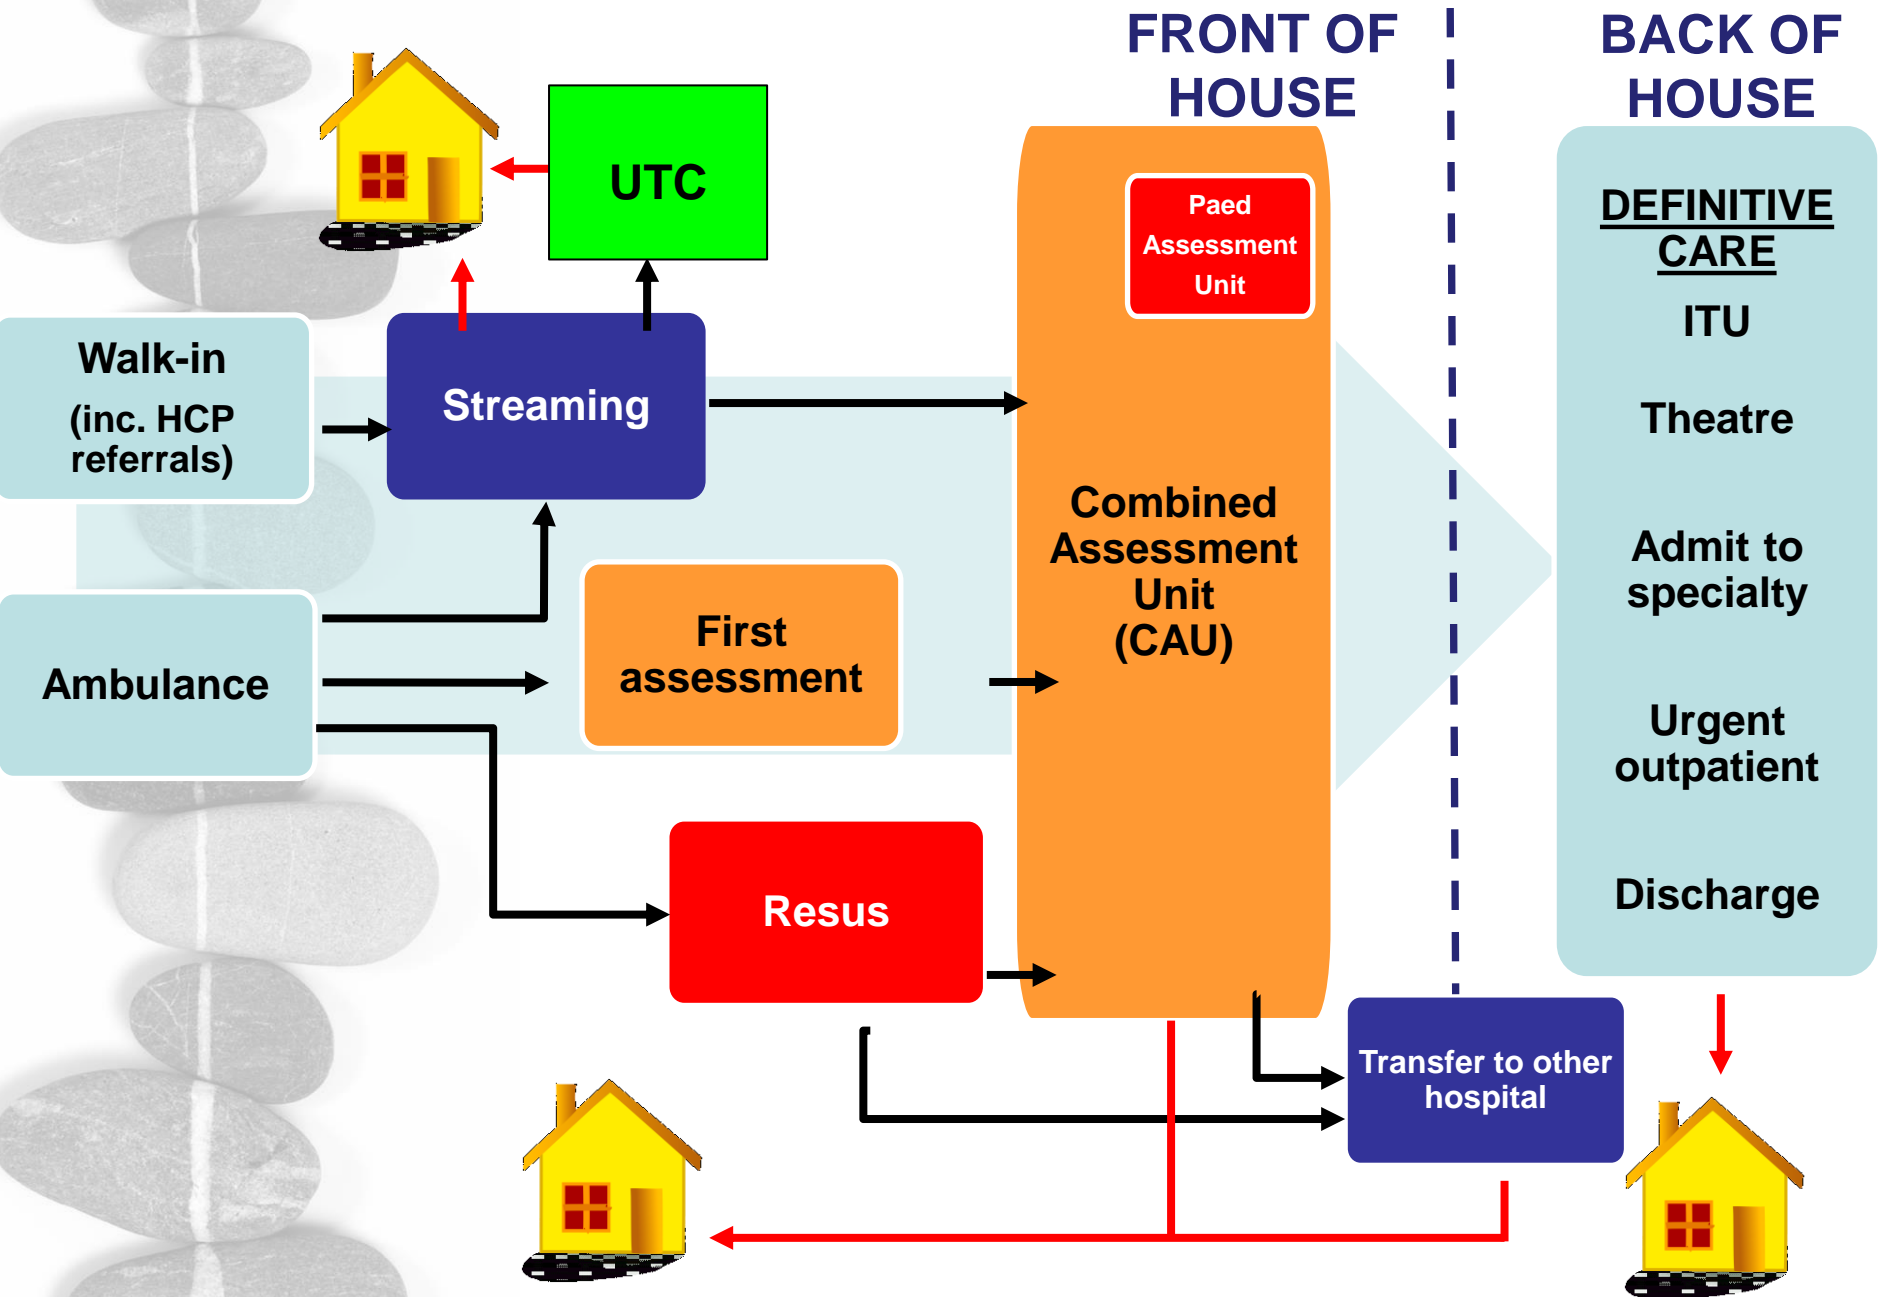 FRONT OF
HOUSE
BACK OF
HOUSE
UTC
Paed
Assessment
Unit
Walk-in
(inc. HCP
referrals)
Streaming
Ambulance
First
assessment
Resus
Combined
Assessment
Unit
(CAU)
DEFINITIVE
CARE
ITU
Theatre
Admit to
specialty
Urgent
outpatient
Discharge
Transfer to other
hospital